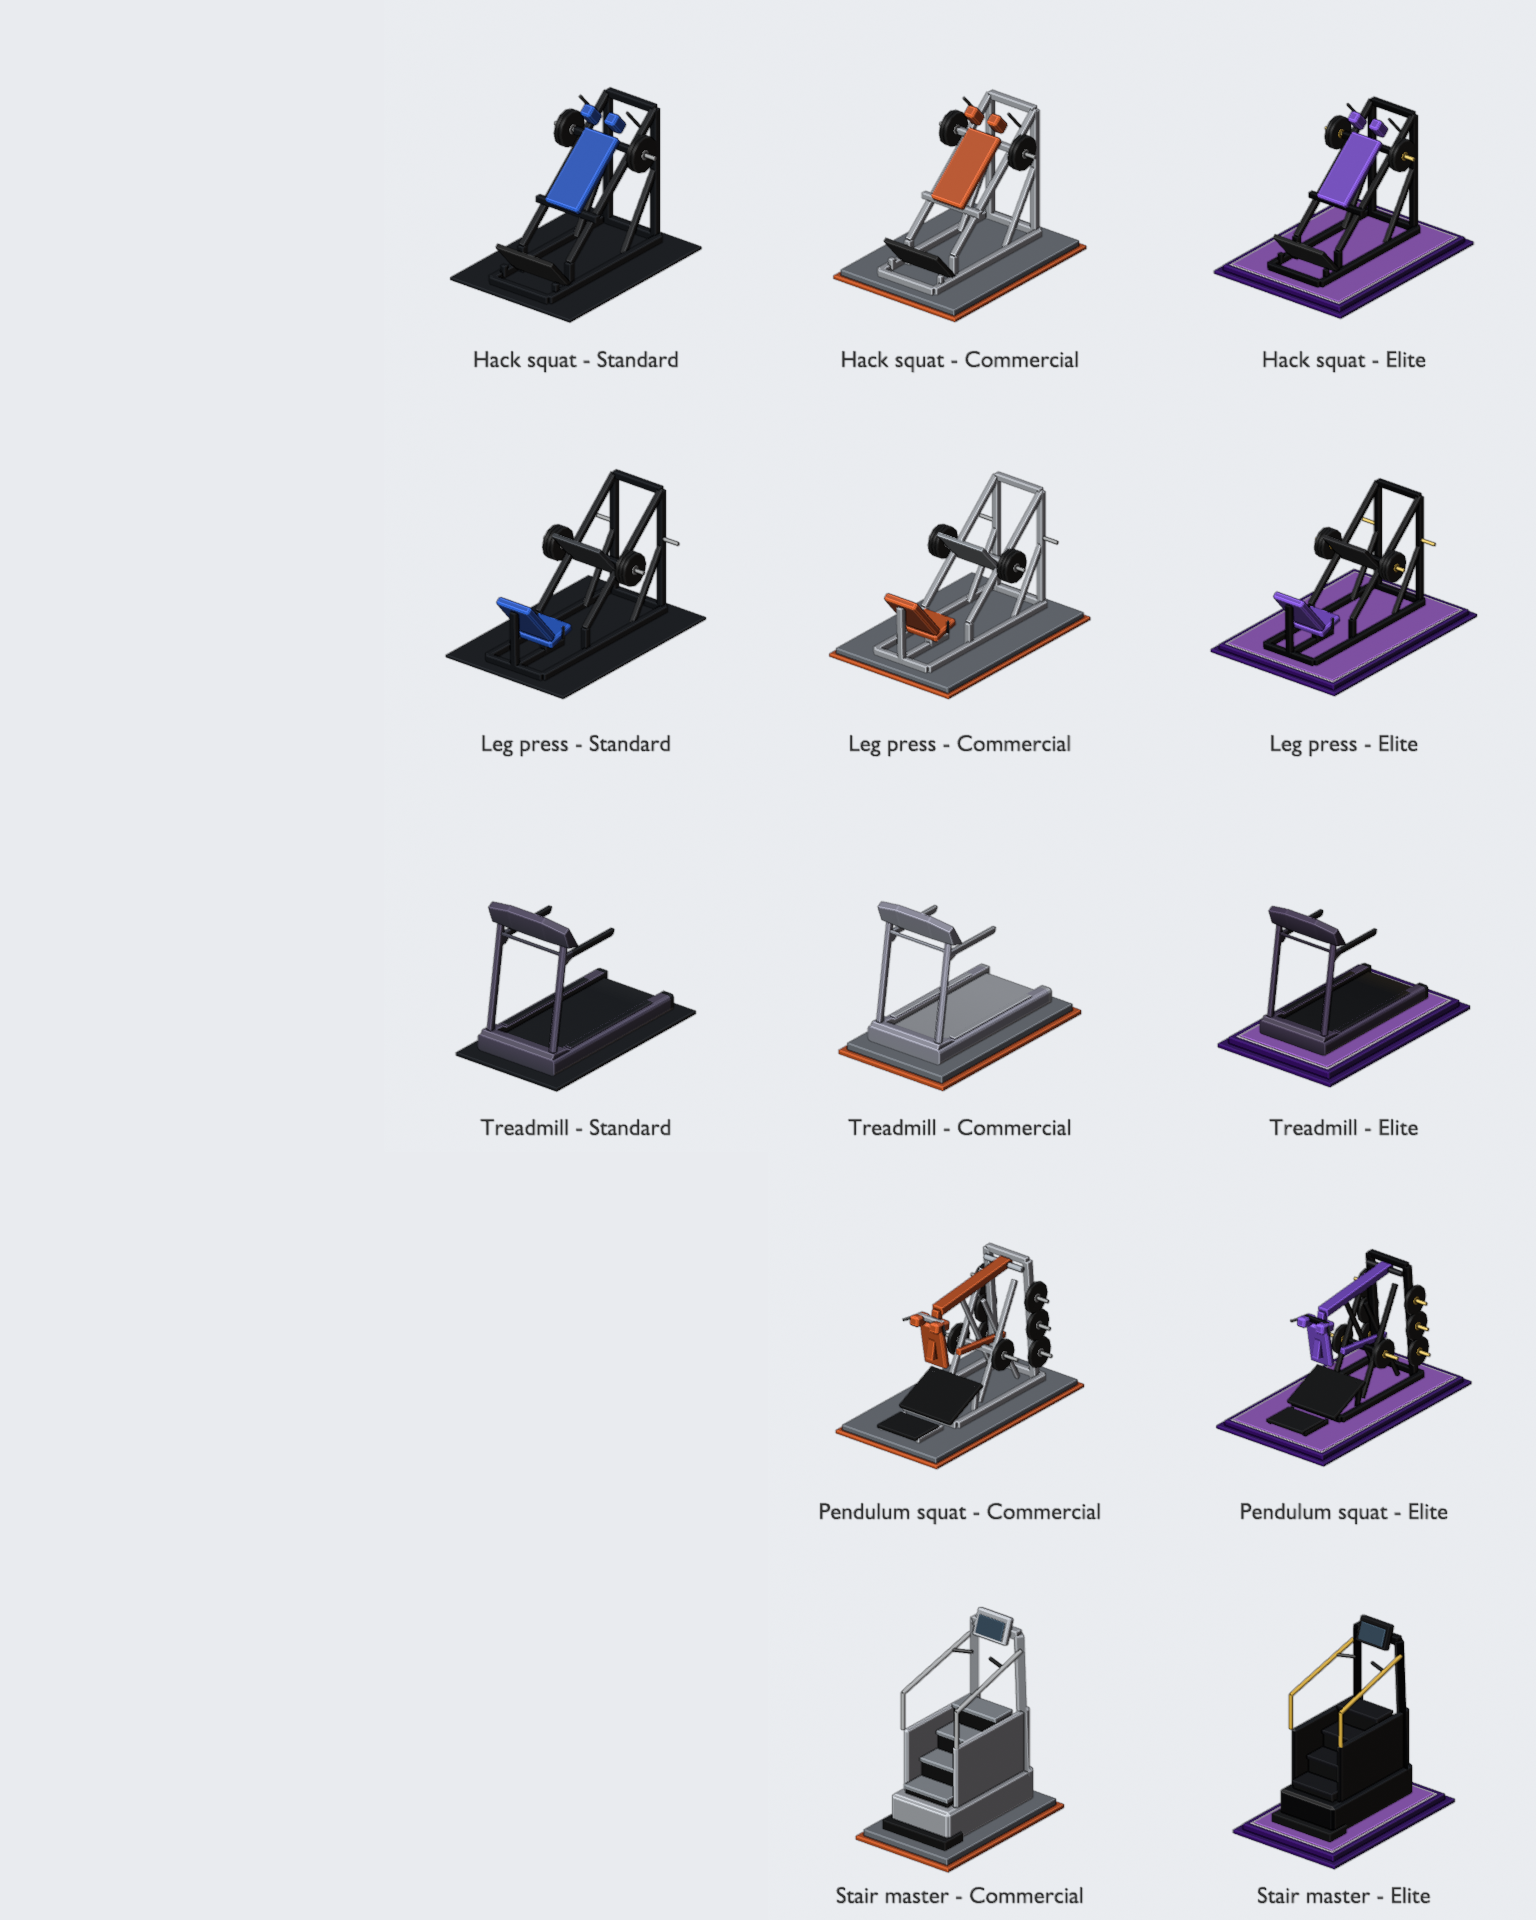 Hack squat - Standard
Hack squat - Commercial
Hack squat - Elite
Leg press - Standard
Leg press - Commercial
Leg press - Elite
Treadmill - Standard
Treadmill - Commercial
Treadmill - Elite
Pendulum squat - Commercial
Pendulum squat - Elite
Stair master - Commercial
Stair master - Elite